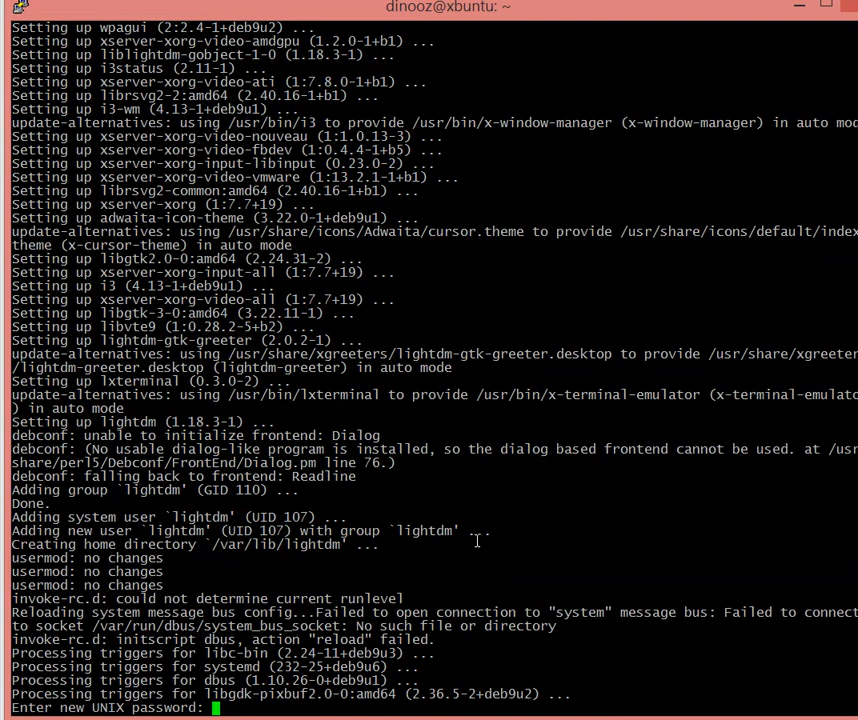 dinooz@xbuntu: ~
Setting up wpagui (2:2.4-1+deb9u2) ...
Setting up xserver-xorg-video-amdgpu (1.2.0-1+b1) ...
Setting up liblightdm-gobject-1-0 (1.18.3-1) ...
Setting up i3status (2.11-1) ...
Setting up xserver-xorg-video-ati (1:7.8.0-1+b1) ...
Setting up librsvg2-2:amd64 (2.40.16-1+b1) ...
Setting up i3-wm (4.13-1+deb9u1) ...
update-alternatives: using /usr/bin/i3 to provide /usr/bin/x-window-manager (x-window-manager) in auto mod
Setting up xserver-xorg-video-nouveau (1:1.0.13-3) ...
Setting up xserver-xorg-video-fbdev (1:0.4.4-1+b5) ...
Setting up xserver-xorg-input-libinput (0.23.0-2) ...
Setting up xserver-xorg-video-vmware (1:13.2.1-1+b1) ...
Setting up librsvg2-common:amd64 (2.40.16-1+b1) ...
Setting up xserver-xorg (1:7.7+19) ...
Setting up adwaita-icon-theme (3.22.0-1+deb9u1) ...
update-alternatives: using /usr/share/icons/Adwaita/cursor.theme to provide /usr/share/icons/default/index
theme (x-cursor-theme) in auto mode
Setting up libgtk2.0-0:amd64 (2.24.31-2) ...
Setting up xserver-xorg-input-all (1:7.7+19) ...
Setting up i3 (4.13-1+deb9u1) ...
Setting up xserver-xorg-video-all (1:7.7+19) ...
Setting up libgtk-3-0:amd64 (3.22.11-1) ...
Setting up libvte9 (1:0.28.2-5+b2) ...
Setting up lightdm-gtk-greeter (2.0.2-1) ...
update-alternatives: using /usr/share/xgreeters/lightdm-gtk-greeter.desktop to provide /usr/share/xgreeter
/lightdm-greeter.desktop (lightdm-greeter) in auto mode
Setting up lxterminal (0.3.0-2) ...
update-alternatives: using /usr/bin/lxterminal to provide /usr/bin/x-terminal-emulator (x-terminal-emulato
) in auto mode
Setting up lightdm (1.18.3-1) ...
debconf: unable to initialize frontend: Dialog
debconf: (No usable dialog-like program is installed, so the dialog based frontend cannot be used. at /usr
share/perl5/Debconf/FrontEnd/Dialog.pm line 76.)
debconf: falling back to frontend: Readline
Adding group `lightdm' (GID 110) ...
Done.
Adding system user `lightdm' (UID 107) ...
Adding new user `lightdm' (UID 107) with group `lightdm' ...
Creating home directory `/var/lib/lightdm' ...
usermod: no changes
usermod: no changes
usermod: no changes
invoke-rc.d: could not determine current runlevel
Reloading system message bus config...Failed to open connection to "system" message bus: Failed to connect
to socket /var/run/dbus/system_bus_socket: No such file or directory
invoke-rc.d: initscript dbus, action "reload" failed.
Processing triggers for libc-bin (2.24-11+deb9u3) ...
Processing triggers for systemd (232-25+deb9u6) ...
Processing triggers for dbus (1.10.26-0+deb9u1) ...
Processing triggers for libgdk-pixbuf2.0-0:amd64 (2.36.5-2+deb9u2) ...
Enter new UNIX password: